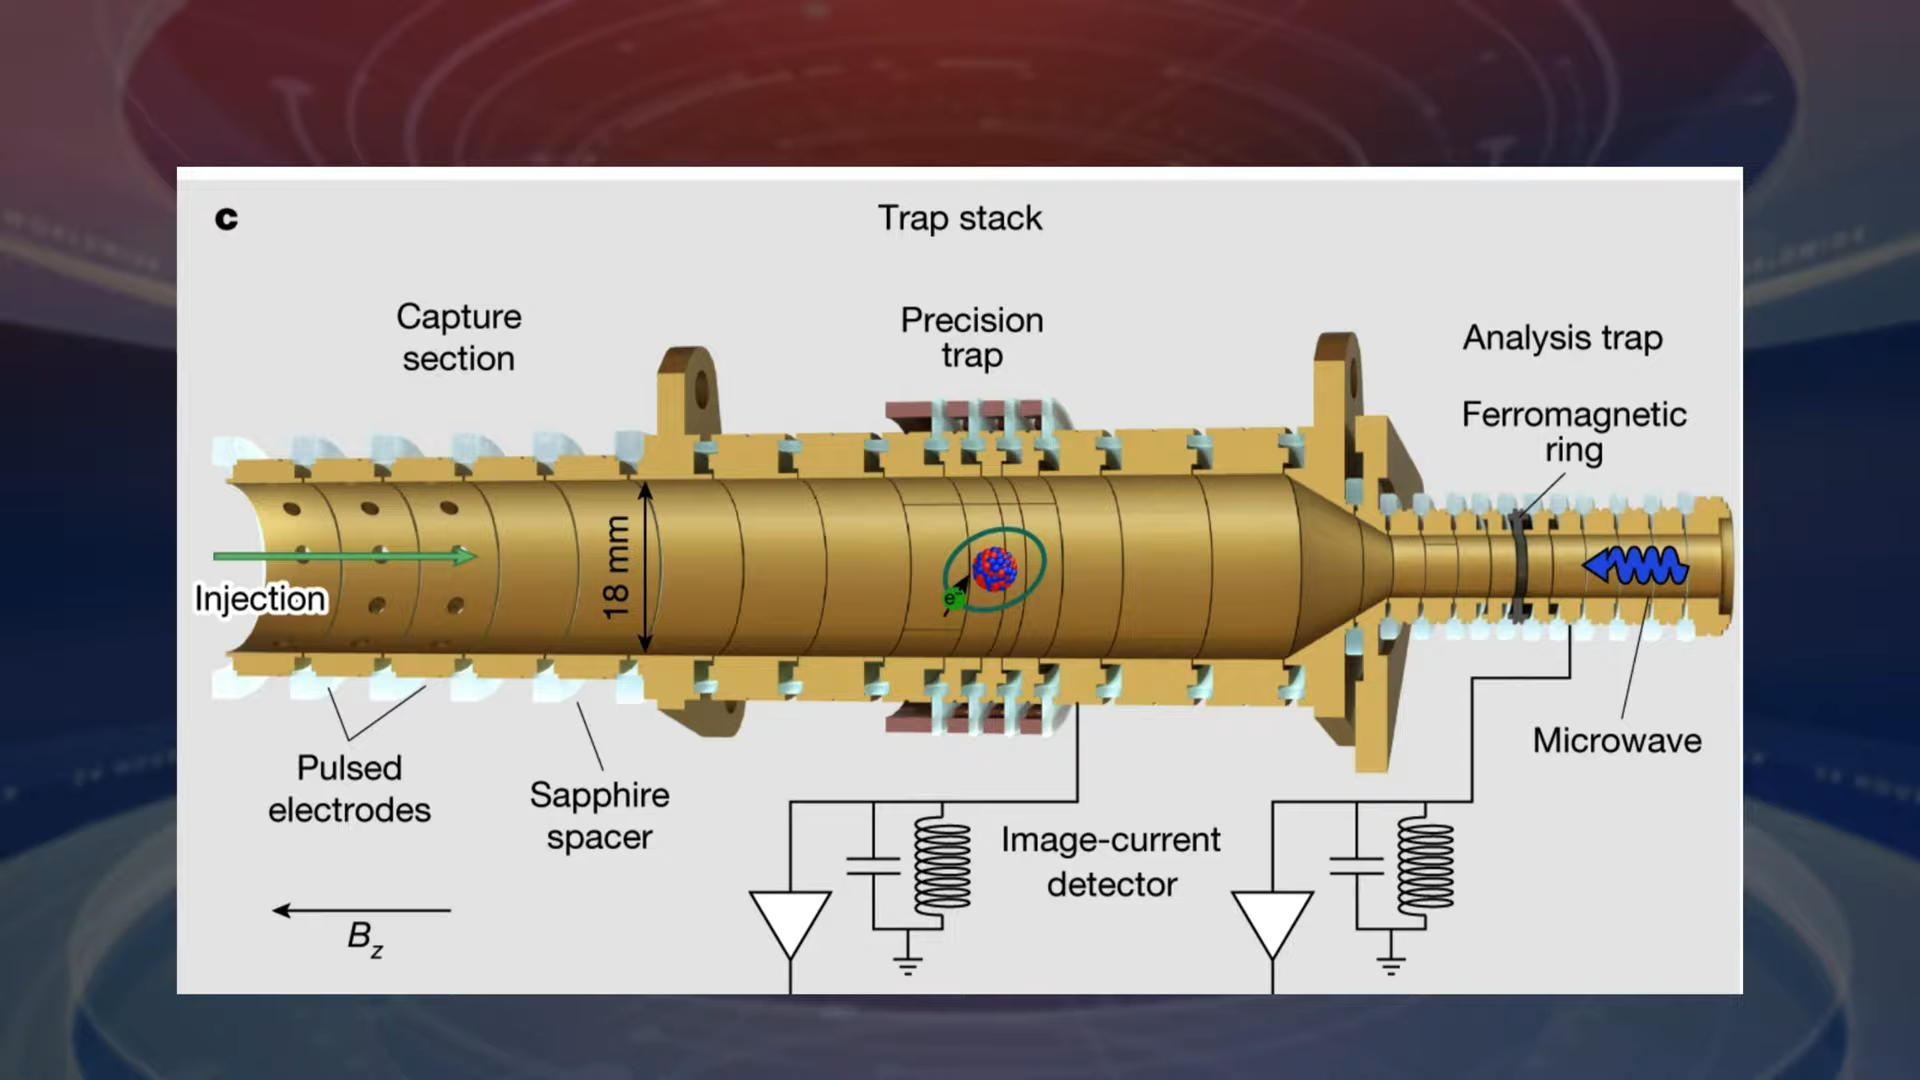 c
Trap stack
Capture
section
Precision
trap
Analysis trap
Ferromagnetic
ring
18 mm
e-
Injection
Pulsed
electrodes
Sapphire
spacer
Image-current
detector
Microwave
Bz